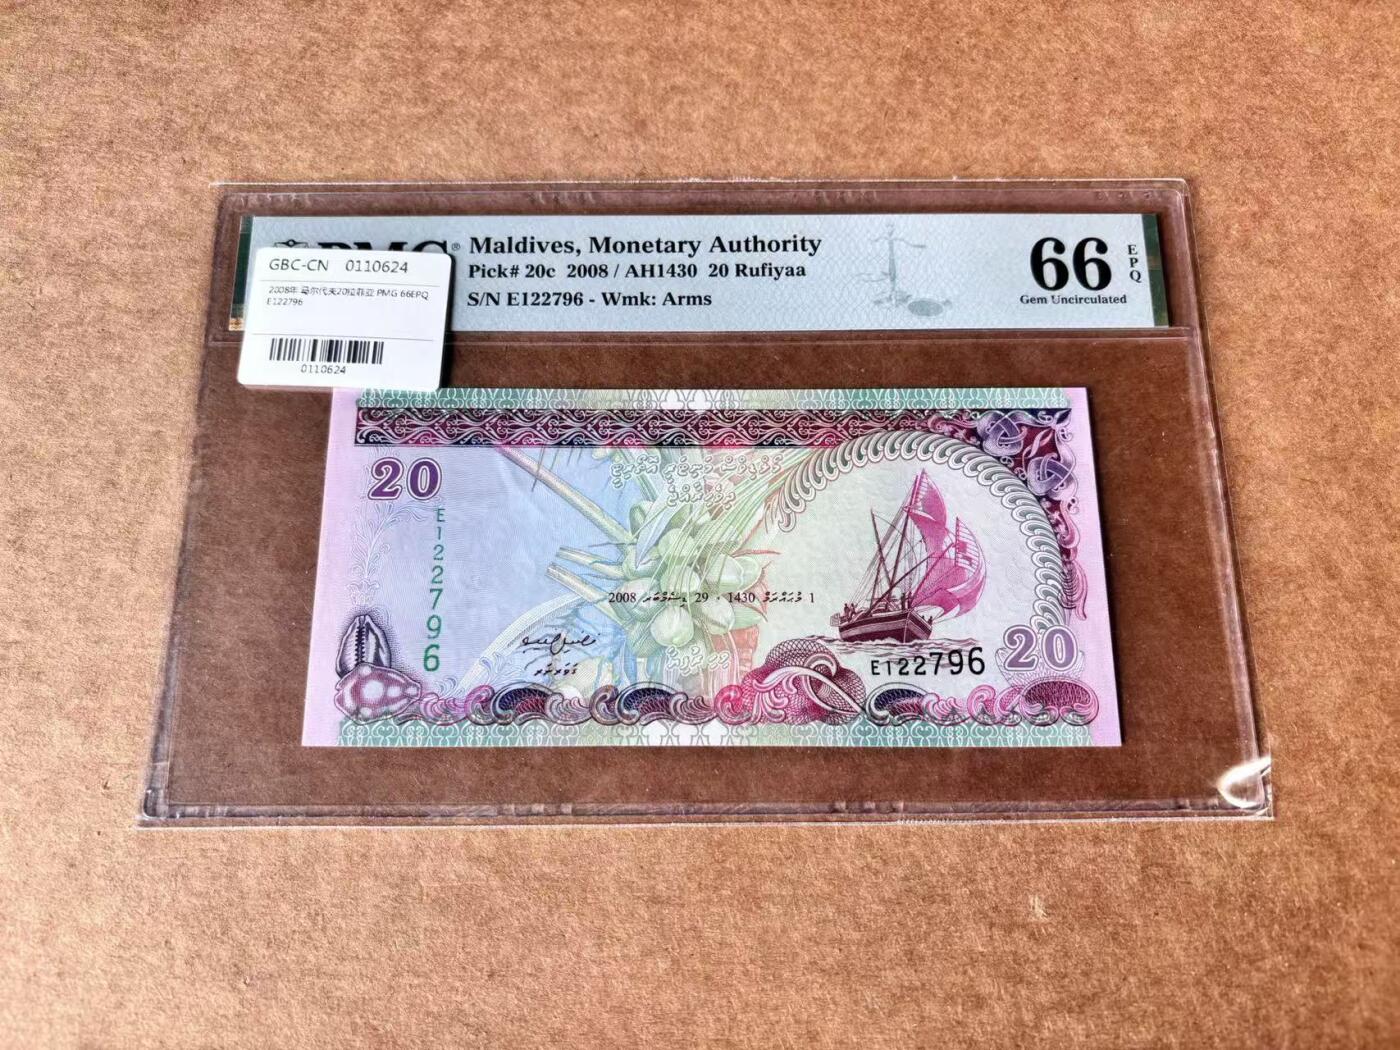 PMG®
Maldives, Monetary Authority
Pick# 20c 2008 / AH1430 20 Rufiyaa
S/N E122796 - Wmk: Arms
66
EPQ
Gem Uncirculated
GBC-CN 0110624
2008年 马尔代夫20拉菲亚 PMG 66EPQ
E122796
0110624
20
E122796
1 މުޙައްރަމް 1430 ، 29 ޑިސެމްބަރ 2008
E122796
20